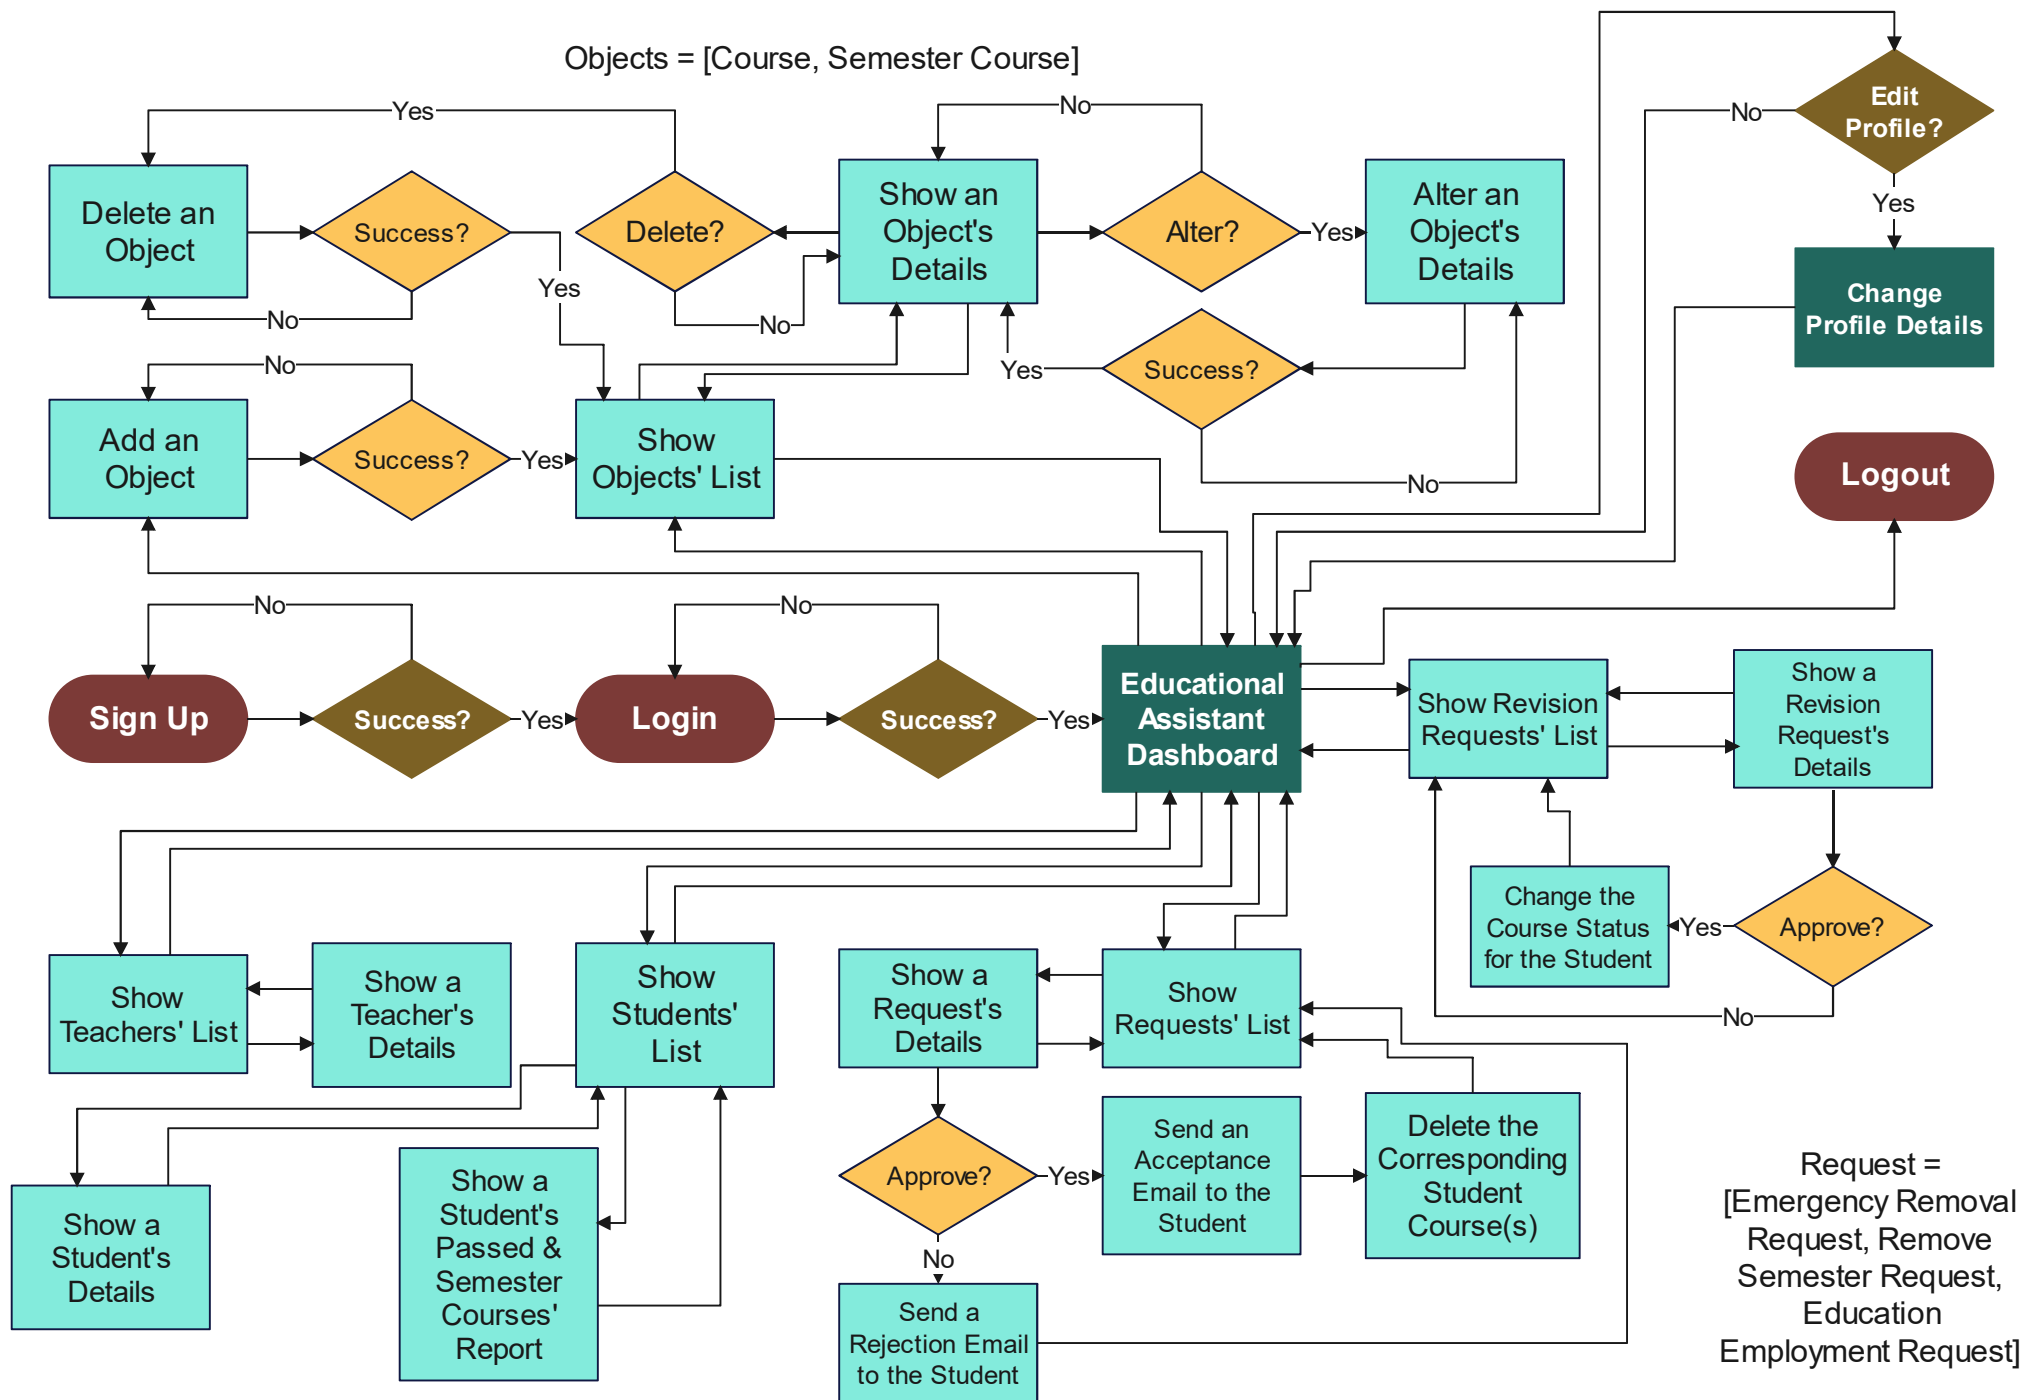 Objects = [Course, Semester Course]
Yes
No
Edit
Profile?
No
Delete an
Object
Success?
Delete?
Show an
Object's
Details
Alter?
Yes
Alter an
Object's
Details
Yes
Yes
No
No
Change
Profile Details
No
Yes
Success?
Add an
Object
Success?
Yes
Show
Objects' List
No
Logout
No
No
Sign Up
Success?
Yes
Login
Success?
Yes
Educational
Assistant
Dashboard
Show Revision
Requests' List
Show a
Revision
Request's
Details
Change the
Course Status
for the Student
Yes
Approve?
No
Show
Teachers' List
Show a
Teacher's
Details
Show
Students'
List
Show a
Request's
Details
Show
Requests' List
Show a
Student's
Details
Show a
Student's
Passed &
Semester
Courses'
Report
Approve?
Yes
Send an
Acceptance
Email to the
Student
Delete the
Corresponding
Student
Course(s)
No
Send a
Rejection Email
to the Student
Request =
[Emergency Removal
Request, Remove
Semester Request,
Education
Employment Request]